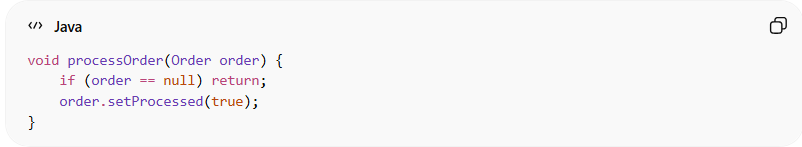 </> Java
void processOrder(Order order) {
    if (order == null) return;
    order.setProcessed(true);
}